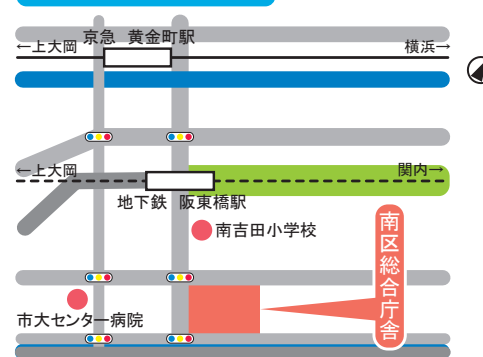 京急 黄金町駅
←上大岡
横浜→
←上大岡
関内→
地下鉄 阪東橋駅
南吉田小学校
南区総合庁舎
市大センター病院